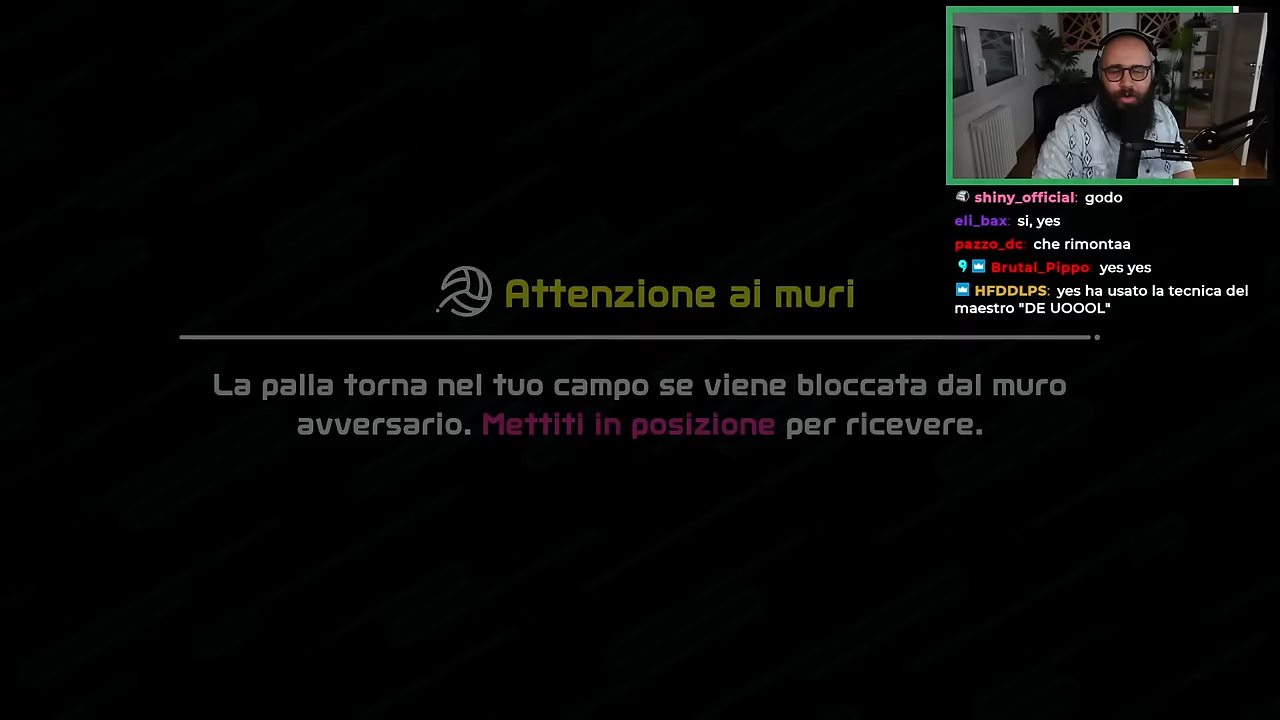 shiny_official: godo
eli_bax: si, yes
pazzo_dc: che rimontaa
Brutal_Pippo: yes yes
HFDDLPS: yes ha usato la tecnica del
maestro "DE UOOOL"
Attenzione ai muri
La palla torna nel tuo campo se viene bloccata dal muro
avversario. Mettiti in posizione per ricevere.